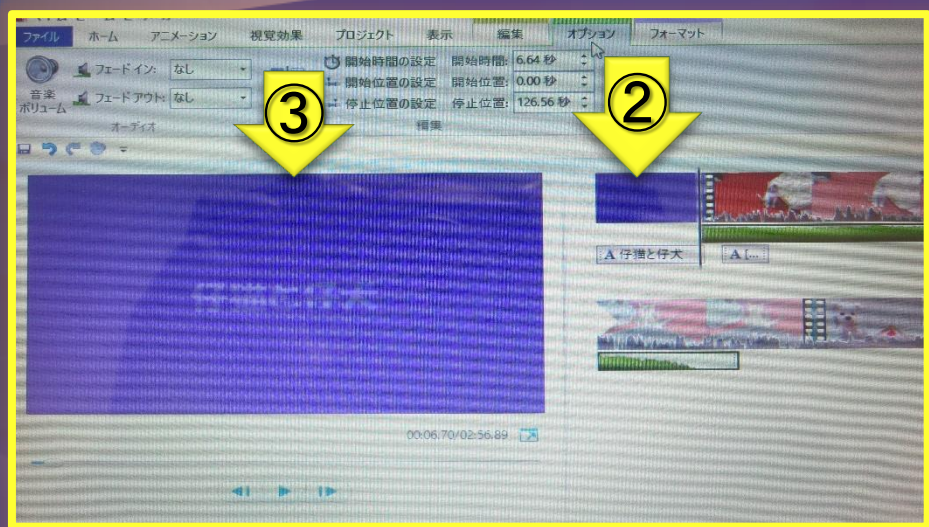 ファイル ホーム アニメーション 視覚効果 プロジェクト 表示 編集 オプション フォーマット
音楽ボリューム
フェードイン: なし
フェードアウト: なし
オーディオ
開始時間の設定 開始時間: 6.64 秒
開始位置の設定 開始位置: 0.00 秒
停止位置の設定 停止位置: 126.56 秒
編集
③
②
A 仔猫と仔犬
A [...
仔猫と仔犬
00:06.70/02:56.89